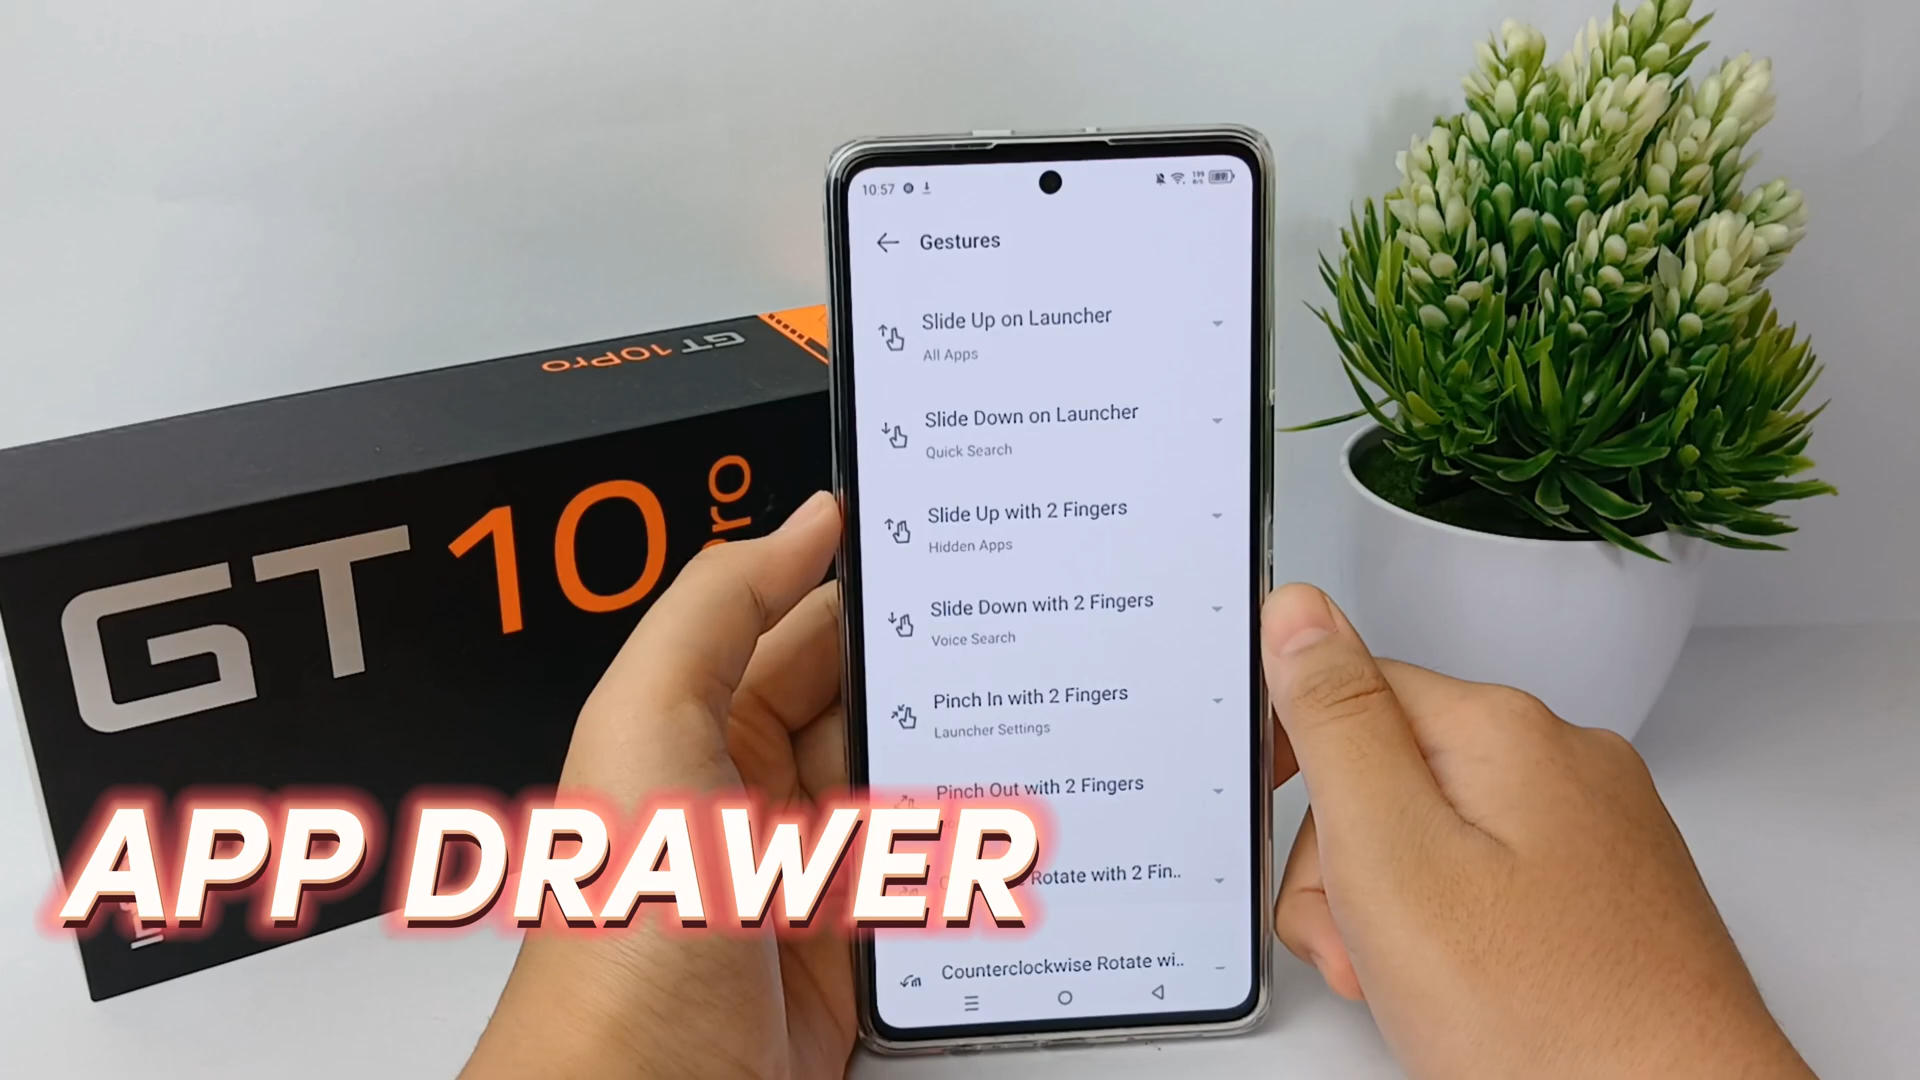 10:57
199
B/S
Gestures
Slide Up on Launcher
All Apps
Slide Down on Launcher
Quick Search
Slide Up with 2 Fingers
Hidden Apps
Slide Down with 2 Fingers
Voice Search
Pinch In with 2 Fingers
Launcher Settings
Pinch Out with 2 Fingers
Rotate with 2 Fin..
Counterclockwise Rotate wi..
GT 10Pro
GT 10
APP DRAWER